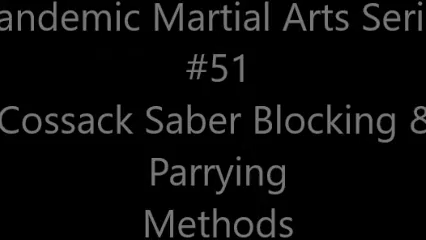 andemic Martial Arts Seri
#51
Cossack Saber Blocking &
Parrying
Methods